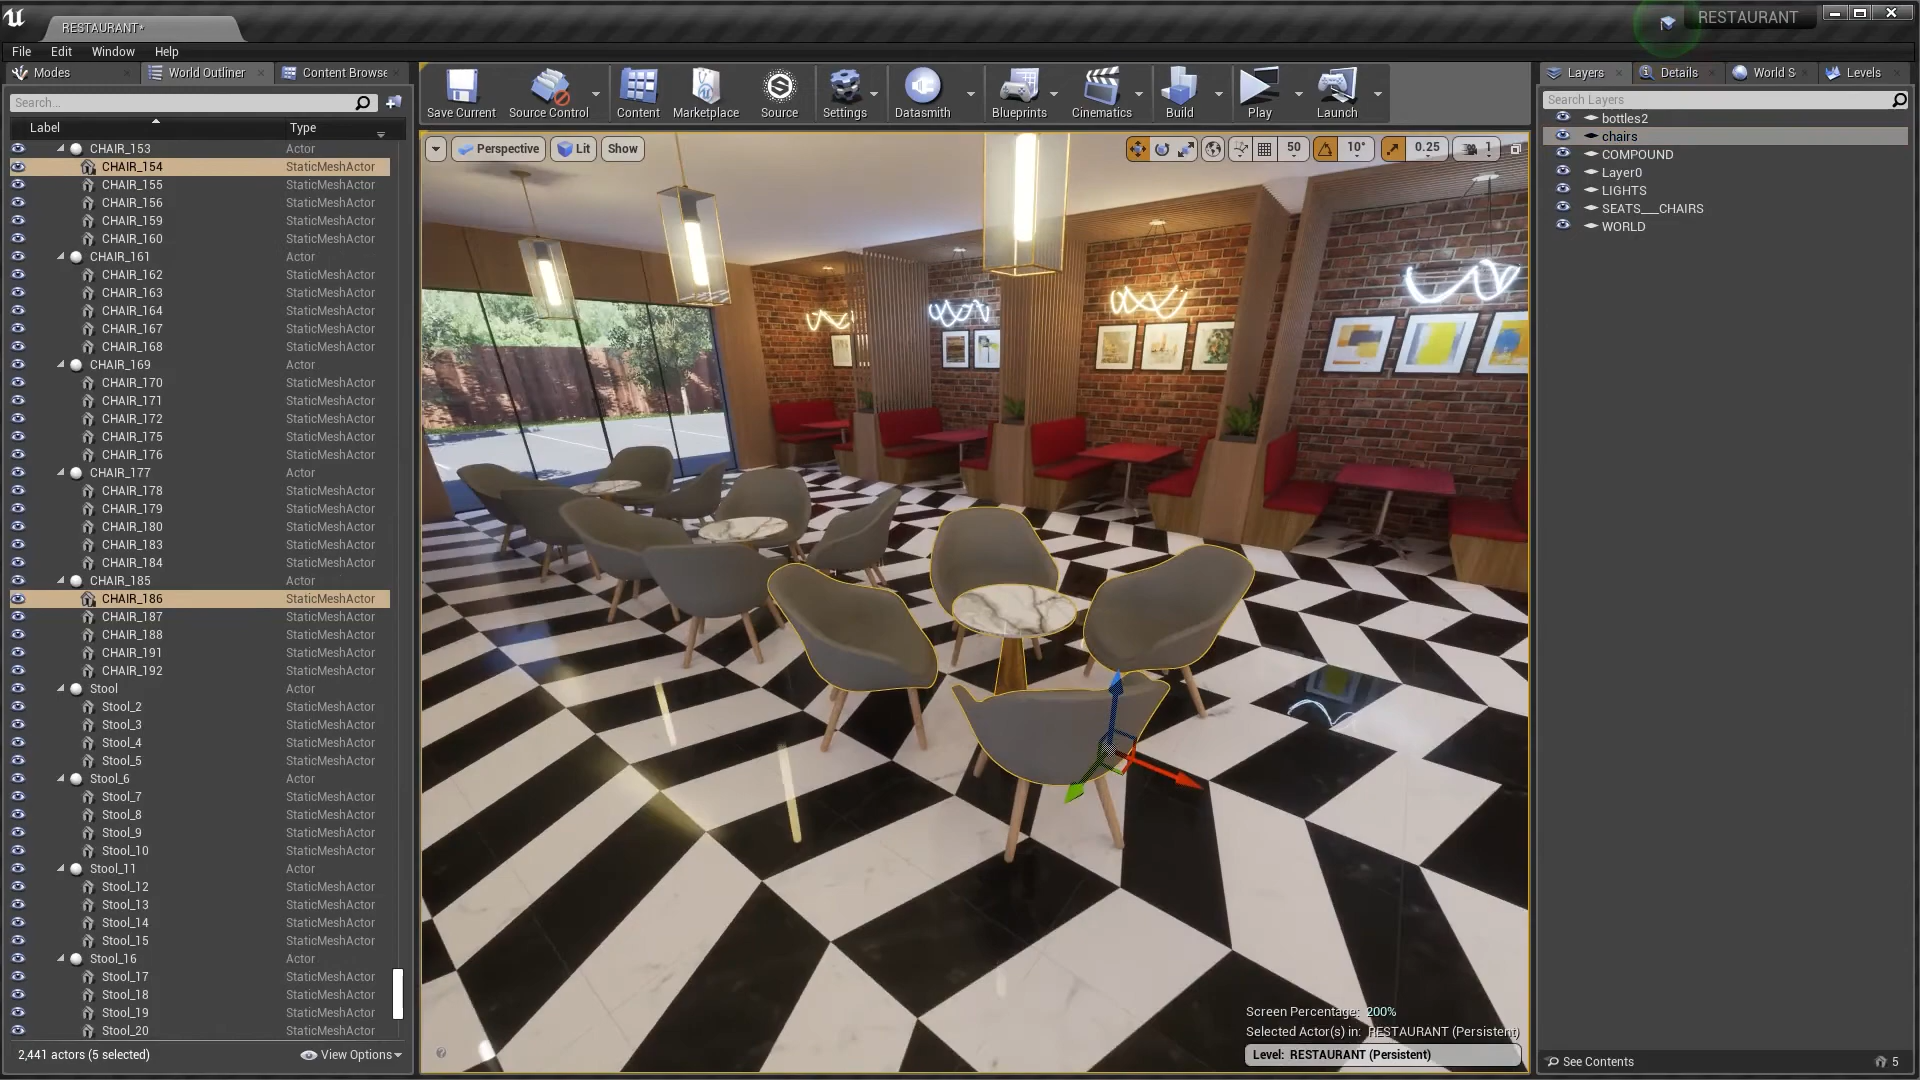 RESTAURANT*
RESTAURANT
File Edit Window Help
Modes World Outliner Content Browse
Search...
Label Type
CHAIR_153 Actor
CHAIR_154 StaticMeshActor
CHAIR_155 StaticMeshActor
CHAIR_156 StaticMeshActor
CHAIR_159 StaticMeshActor
CHAIR_160 StaticMeshActor
CHAIR_161 Actor
CHAIR_162 StaticMeshActor
CHAIR_163 StaticMeshActor
CHAIR_164 StaticMeshActor
CHAIR_167 StaticMeshActor
CHAIR_168 StaticMeshActor
CHAIR_169 Actor
CHAIR_170 StaticMeshActor
CHAIR_171 StaticMeshActor
CHAIR_172 StaticMeshActor
CHAIR_175 StaticMeshActor
CHAIR_176 StaticMeshActor
CHAIR_177 Actor
CHAIR_178 StaticMeshActor
CHAIR_179 StaticMeshActor
CHAIR_180 StaticMeshActor
CHAIR_183 StaticMeshActor
CHAIR_184 StaticMeshActor
CHAIR_185 Actor
CHAIR_186 StaticMeshActor
CHAIR_187 StaticMeshActor
CHAIR_188 StaticMeshActor
CHAIR_191 StaticMeshActor
CHAIR_192 StaticMeshActor
Stool Actor
Stool_2 StaticMeshActor
Stool_3 StaticMeshActor
Stool_4 StaticMeshActor
Stool_5 StaticMeshActor
Stool_6 Actor
Stool_7 StaticMeshActor
Stool_8 StaticMeshActor
Stool_9 StaticMeshActor
Stool_10 StaticMeshActor
Stool_11 Actor
Stool_12 StaticMeshActor
Stool_13 StaticMeshActor
Stool_14 StaticMeshActor
Stool_15 StaticMeshActor
Stool_16 Actor
Stool_17 StaticMeshActor
Stool_18 StaticMeshActor
Stool_19 StaticMeshActor
Stool_20 StaticMeshActor
2,441 actors (5 selected) View Options
Save Current Source Control Content Marketplace Source Settings Datasmith Blueprints Cinematics Build Play Launch
Perspective Lit Show 50 10° 0.25 1
Screen Percentage: 200%
Selected Actor(s) in: RESTAURANT (Persistent)
Level: RESTAURANT (Persistent)
Layers Details World S Levels
Search Layers
bottles2
chairs
COMPOUND
Layer0
LIGHTS
SEATS___CHAIRS
WORLD
See Contents 5